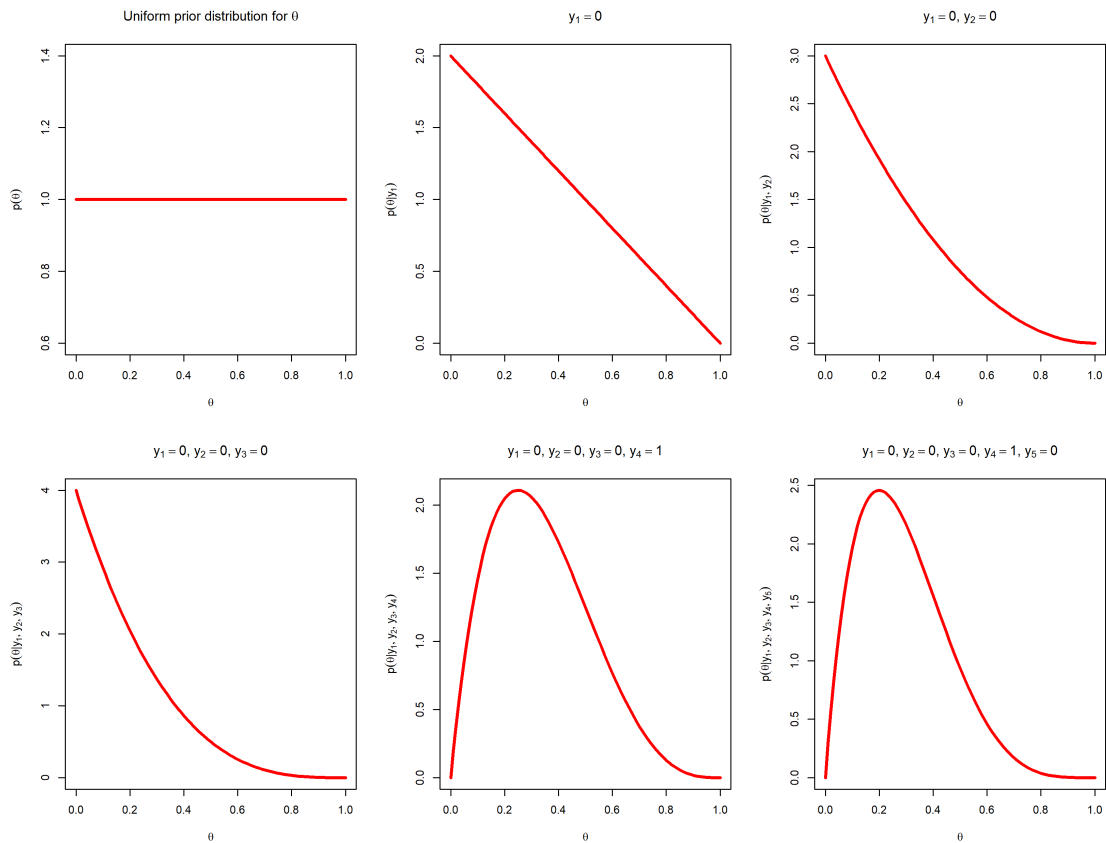 Uniform prior distribution for θ
1.4
1.2
1.0
0.8
0.6
p(θ)
0.0 0.2 0.4 0.6 0.8 1.0
θ
y₁ = 0
2.0
1.5
1.0
0.5
0.0
p(θ|y₁)
0.0 0.2 0.4 0.6 0.8 1.0
θ
y₁ = 0, y₂ = 0
3.0
2.5
2.0
1.5
1.0
0.5
0.0
p(θ|y₁, y₂)
0.0 0.2 0.4 0.6 0.8 1.0
θ
y₁ = 0, y₂ = 0, y₃ = 0
4
3
2
1
0
p(θ|y₁, y₂, y₃)
0.0 0.2 0.4 0.6 0.8 1.0
θ
y₁ = 0, y₂ = 0, y₃ = 0, y₄ = 1
2.0
1.5
1.0
0.5
0.0
p(θ|y₁, y₂, y₃, y₄)
0.0 0.2 0.4 0.6 0.8 1.0
θ
y₁ = 0, y₂ = 0, y₃ = 0, y₄ = 1, y₅ = 0
2.5
2.0
1.5
1.0
0.5
0.0
p(θ|y₁, y₂, y₃, y₄, y₅)
0.0 0.2 0.4 0.6 0.8 1.0
θ